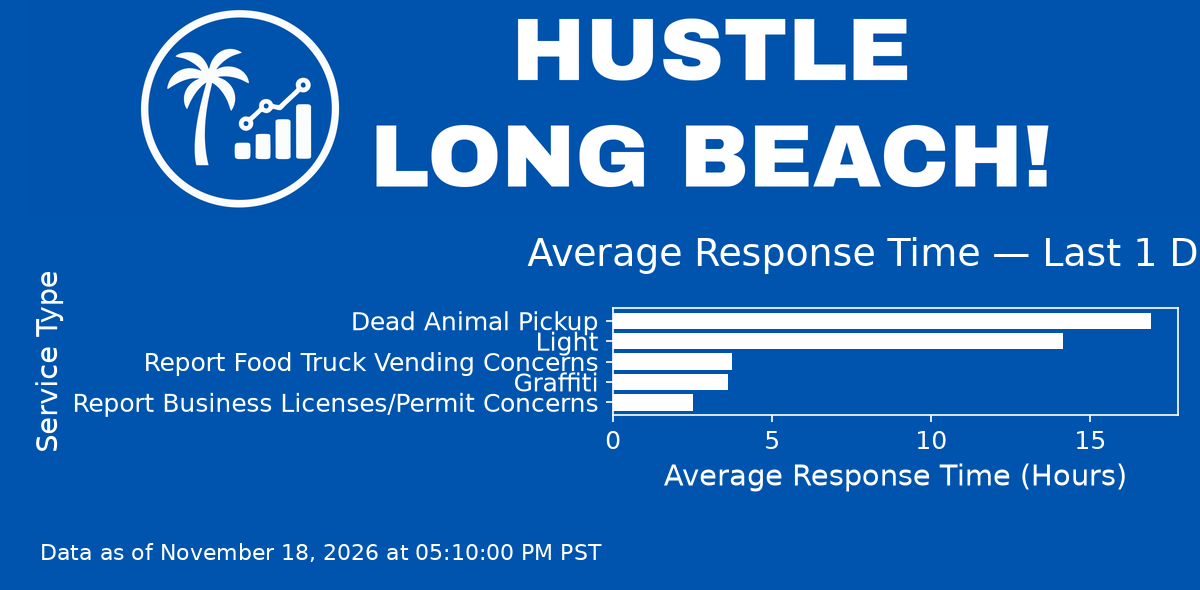 HUSTLE
LONG BEACH!
Average Response Time — Last 1 D
Service Type
Dead Animal Pickup
Light
Report Food Truck Vending Concerns
Graffiti
Report Business Licenses/Permit Concerns
0 5 10 15
Average Response Time (Hours)
Data as of November 18, 2026 at 05:10:00 PM PST